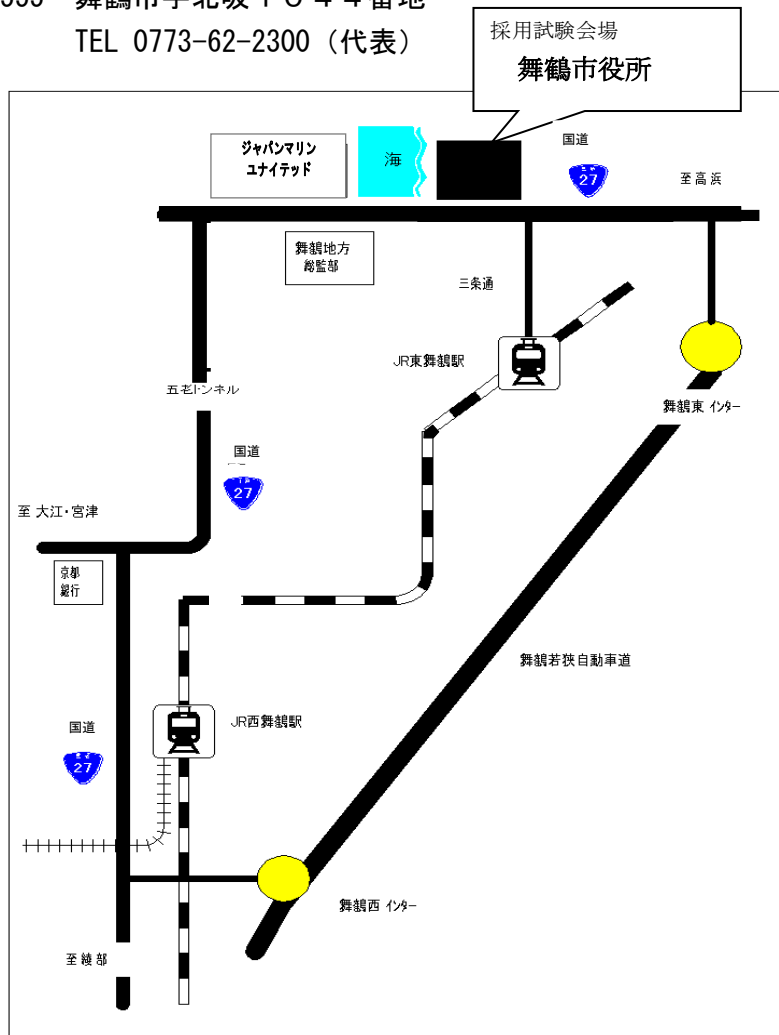 舞鶴市字北吸１０４４番地
TEL 0773-62-2300（代表）
採用試験会場
舞鶴市役所
ジャパンマリン
ユナイテッド
海
国道
27
至高浜
舞鶴地方
総監部
三条通
JR東舞鶴駅
五老トンネル
舞鶴東 インター
国道
27
至 大江・宮津
京都
銀行
舞鶴若狭自動車道
国道
27
JR西舞鶴駅
舞鶴西 インター
至綾部